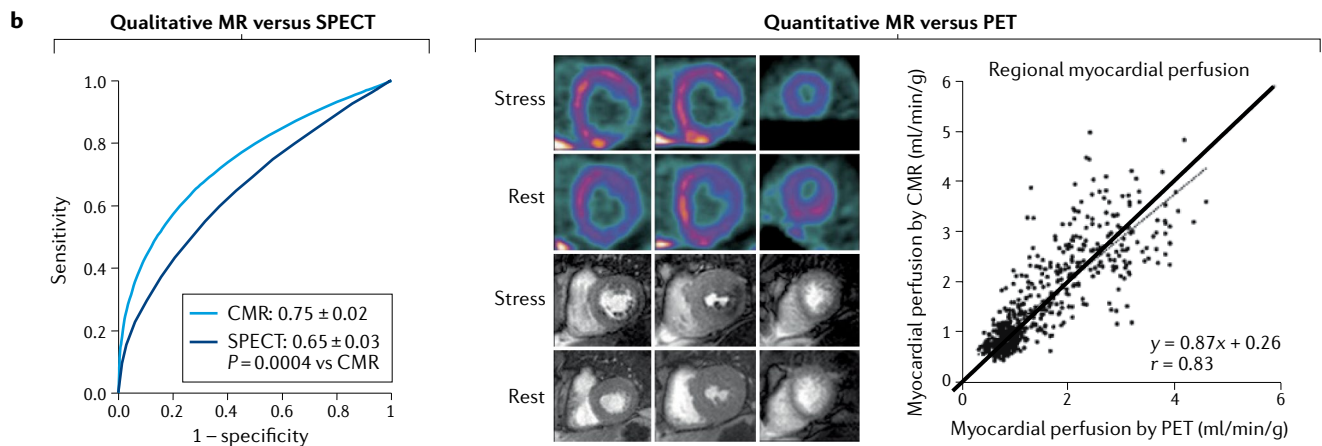 b
Qualitative MR versus SPECT
1.0
0.8
0.6
0.4
0.2
0.0
Sensitivity
CMR: 0.75 ± 0.02
SPECT: 0.65 ± 0.03
P = 0.0004 vs CMR
0.0 0.2 0.4 0.6 0.8 1
1 – specificity
Quantitative MR versus PET
Stress
Rest
Stress
Rest
Regional myocardial perfusion
Myocardial perfusion by CMR (ml/min/g)
6
5
4
3
2
1
0
y = 0.87x + 0.26
r = 0.83
0 2 4 6
Myocardial perfusion by PET (ml/min/g)